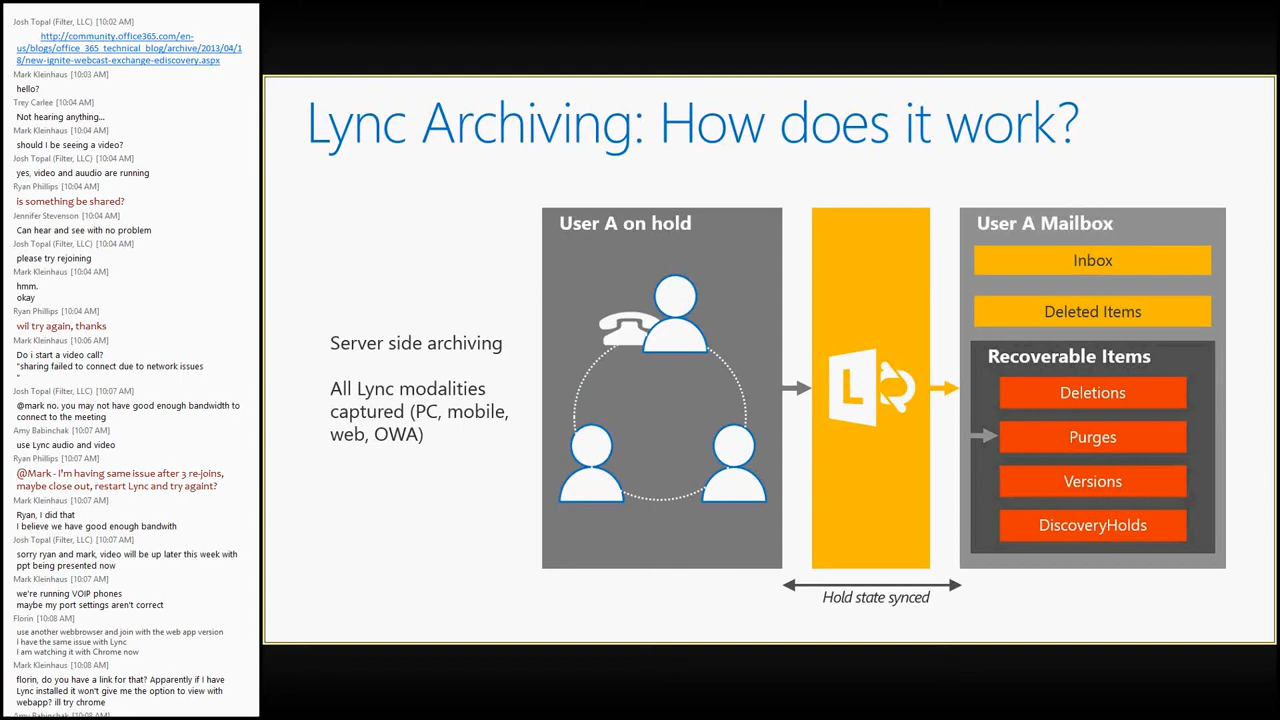 Josh Topal (Filter, LLC) [10:02 AM]
http://community.office365.com/en-
us/blogs/office_365_technical_blog/archive/2013/04/1
8/new-ignite-webcast-exchange-ediscovery.aspx
Mark Kleinhaus [10:03 AM]
hello?
Trey Carlee [10:04 AM]
Not hearing anything...
Mark Kleinhaus [10:04 AM]
should I be seeing a video?
Josh Topal (Filter, LLC) [10:04 AM]
yes, video and auudio are running
Ryan Phillips [10:04 AM]
is something be shared?
Jennifer Stevenson [10:04 AM]
Can hear and see with no problem
Josh Topal (Filter, LLC) [10:04 AM]
please try rejoining
Mark Kleinhaus [10:04 AM]
hmm.
okay
Ryan Phillips [10:04 AM]
wil try again, thanks
Mark Kleinhaus [10:06 AM]
Do i start a video call?
"sharing failed to connect due to network issues
"
Josh Topal (Filter, LLC) [10:07 AM]
@mark no. you may not have good enough bandwidth to
connect to the meeting
Amy Babinchak [10:07 AM]
use Lync audio and video
Ryan Phillips [10:07 AM]
@Mark - I'm having same issue after 3 re-joins,
maybe close out, restart Lync and try againt?
Mark Kleinhaus [10:07 AM]
Ryan, I did that
I believe we have good enough bandwith
Josh Topal (Filter, LLC) [10:07 AM]
sorry ryan and mark, video will be up later this week with
ppt being presented now
Mark Kleinhaus [10:07 AM]
we're running VOIP phones
maybe my port settings aren't correct
Florin [10:08 AM]
use another webbrowser and join with the web app version
I have the same issue with Lync
I am watching it with Chrome now
Mark Kleinhaus [10:08 AM]
florin, do you have a link for that? Apparently if I have
Lync installed it won't give me the option to view with
webapp? ill try chrome
Amy Babinchak [10:08 AM]
Lync Archiving: How does it work?
Server side archiving
All Lync modalities
captured (PC, mobile,
web, OWA)
User A on hold
L
User A Mailbox
Inbox
Deleted Items
Recoverable Items
Deletions
Purges
Versions
DiscoveryHolds
Hold state synced